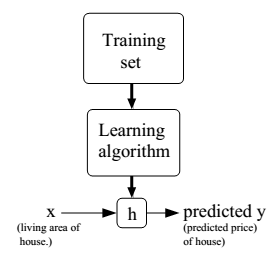 Training
set
Learning
algorithm
x
h
predicted y
(living area of
house.)
(predicted price)
of house)